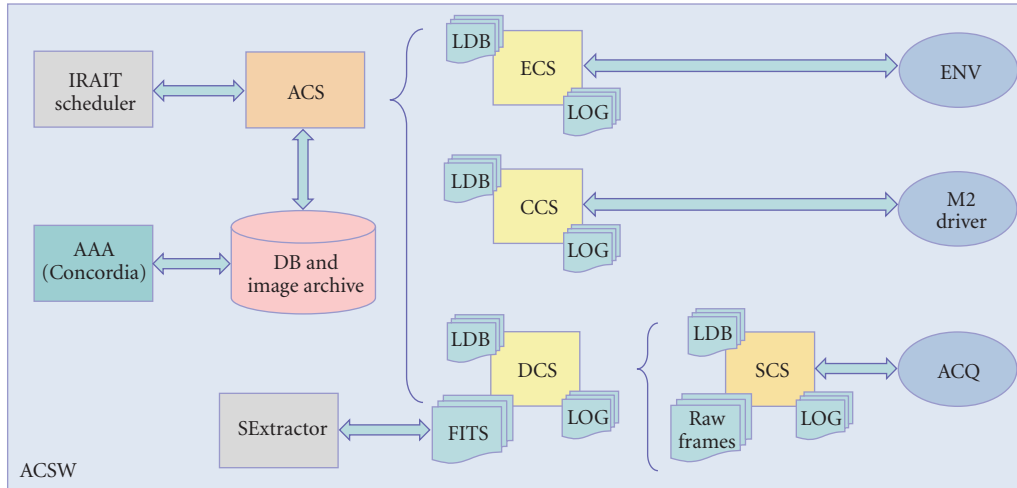 IRAIT
scheduler
ACS
LDB
ECS
LOG
ENV
LDB
CCS
LOG
M2
driver
AAA
(Concordia)
DB and
image archive
LDB
DCS
LOG
FITS
SExtractor
LDB
SCS
Raw
frames
LOG
ACQ
ACSW